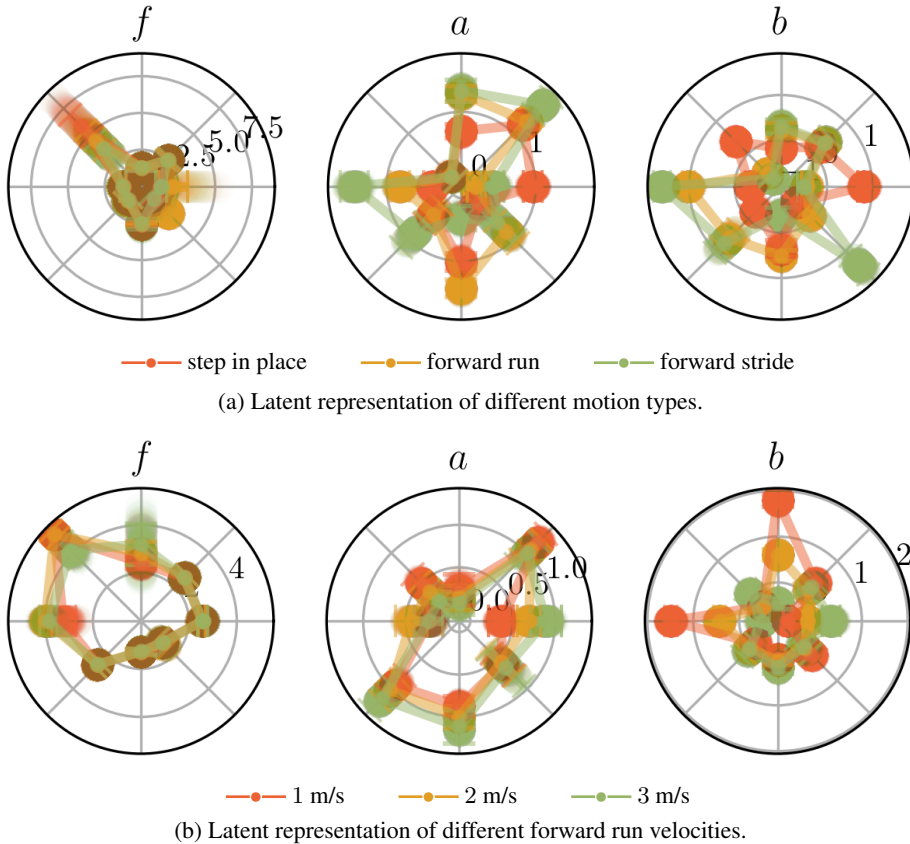 f a b
2.5 5.0 7.5
0 1
0 1
step in place forward run forward stride
(a) Latent representation of different motion types.
f a b
4
0.0 0.5 1.0
1 2
1 m/s 2 m/s 3 m/s
(b) Latent representation of different forward run velocities.